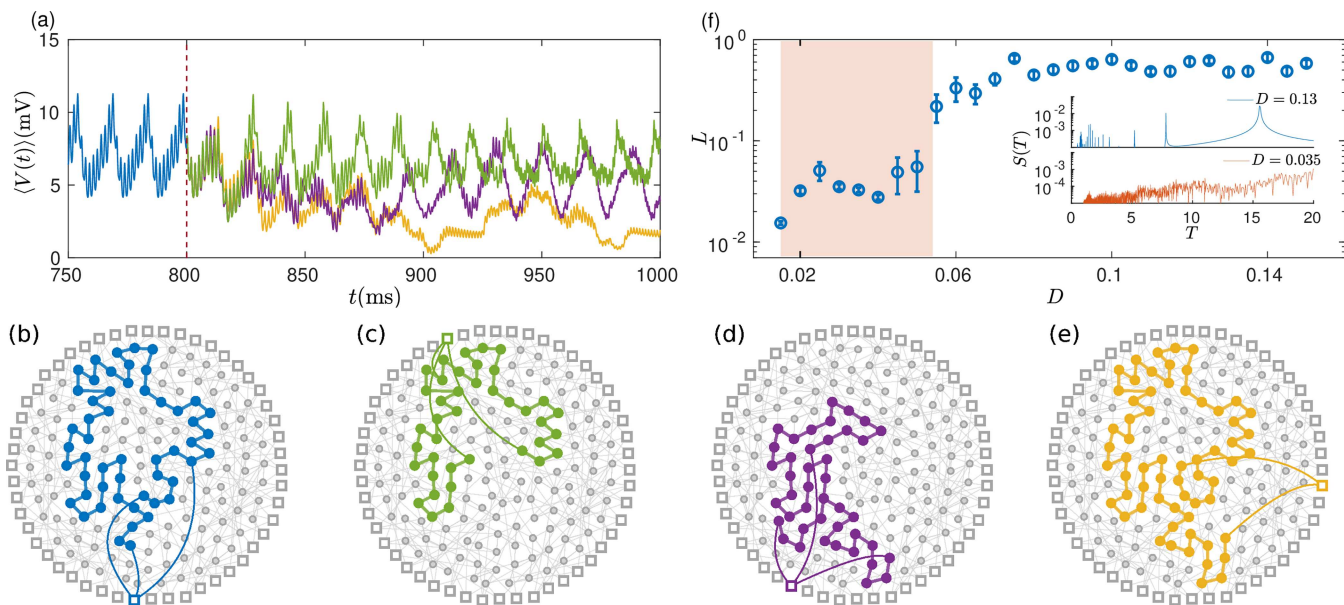 (a)
15
10
5
0
⟨V(t)⟩(mV)
750 800 850 900 950 1000
t(ms)
(f)
10^0
10^-1
10^-2
L
0.02 0.06 0.1 0.14
D
D = 0.13
10^-2
10^-3
S(T)
D = 0.035
10^-4
0 5 10 15 20
T
(b)
(c)
(d)
(e)